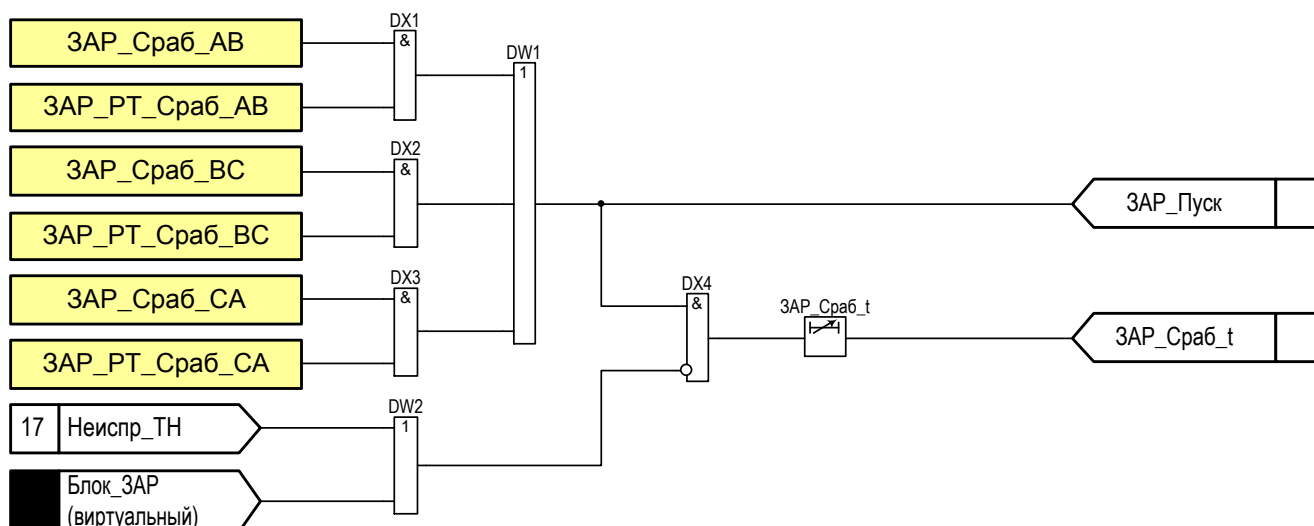 DX1
ЗАР_Сраб_АВ
&
DW1
1
ЗАР_РТ_Сраб_АВ
DX2
ЗАР_Сраб_ВС
&
ЗАР_Пуск
ЗАР_РТ_Сраб_ВС
DX3
ЗАР_Сраб_СА
&
DX4
&
ЗАР_Сраб_t
ЗАР_Сраб_t
ЗАР_РТ_Сраб_СА
DW2
17 Неиспр_ТН
1
Блок_ЗАР
(виртуальный)